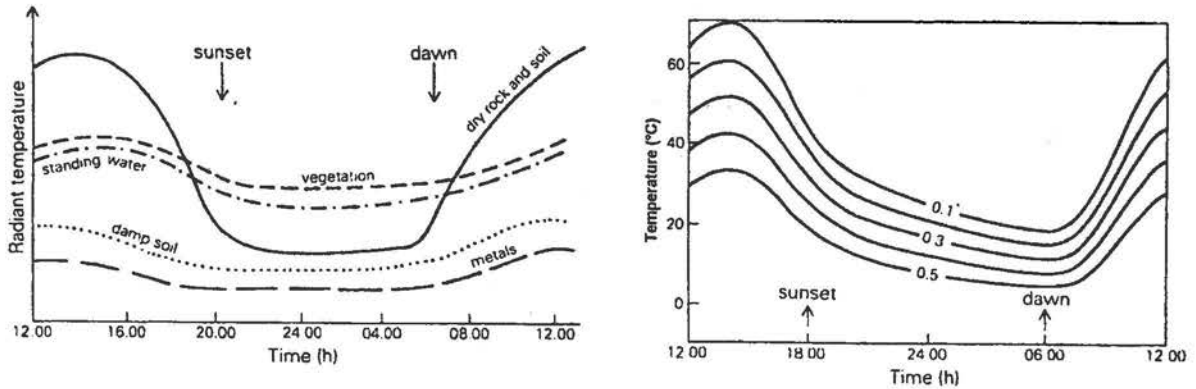 Radiant temperature
sunset
dawn
dry rock and soil
standing water
vegetation
damp soil
metals
12.00 16.00 20.00 24 00 04.00 08.00 12.00
Time (h)
Temperature (°C)
60
40
20
0
0.1
0.3
0.5
sunset
dawn
12 00 18 00 24 00 06 00 12 00
Time (h)